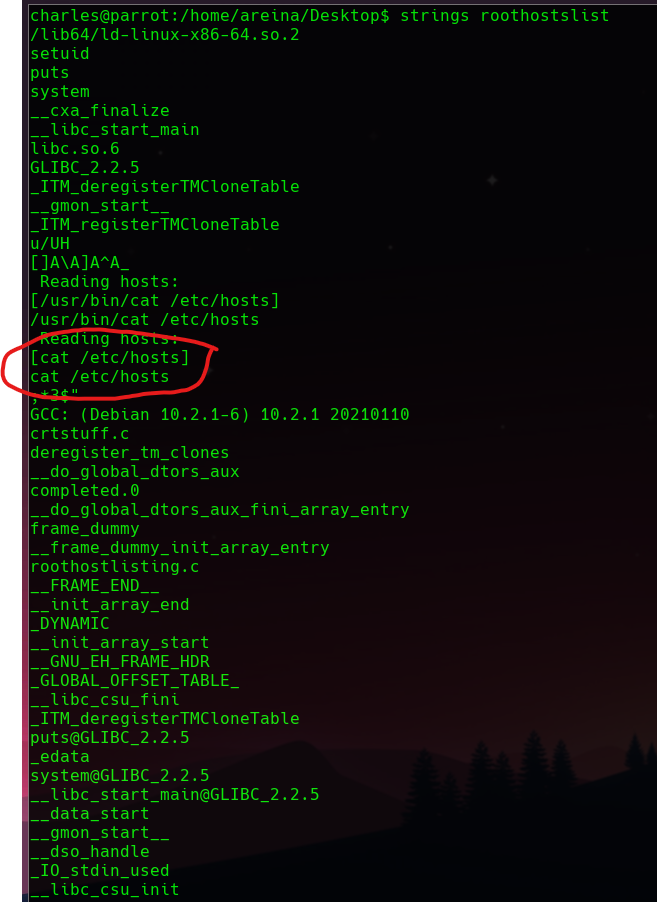 charles@parrot:/home/areina/Desktop$ strings roothostslist
/lib64/ld-linux-x86-64.so.2
setuid
puts
system
__cxa_finalize
__libc_start_main
libc.so.6
GLIBC_2.2.5
_ITM_deregisterTMCloneTable
__gmon_start__
_ITM_registerTMCloneTable
u/UH
[]A\A]A^A_
 Reading hosts:
[/usr/bin/cat /etc/hosts]
/usr/bin/cat /etc/hosts
 Reading hosts:
[cat /etc/hosts]
cat /etc/hosts
;*3$"
GCC: (Debian 10.2.1-6) 10.2.1 20210110
crtstuff.c
deregister_tm_clones
__do_global_dtors_aux
completed.0
__do_global_dtors_aux_fini_array_entry
frame_dummy
__frame_dummy_init_array_entry
roothostlisting.c
__FRAME_END__
__init_array_end
_DYNAMIC
__init_array_start
__GNU_EH_FRAME_HDR
_GLOBAL_OFFSET_TABLE_
__libc_csu_fini
_ITM_deregisterTMCloneTable
puts@GLIBC_2.2.5
_edata
system@GLIBC_2.2.5
__libc_start_main@GLIBC_2.2.5
__data_start
__gmon_start__
__dso_handle
_IO_stdin_used
__libc_csu_init